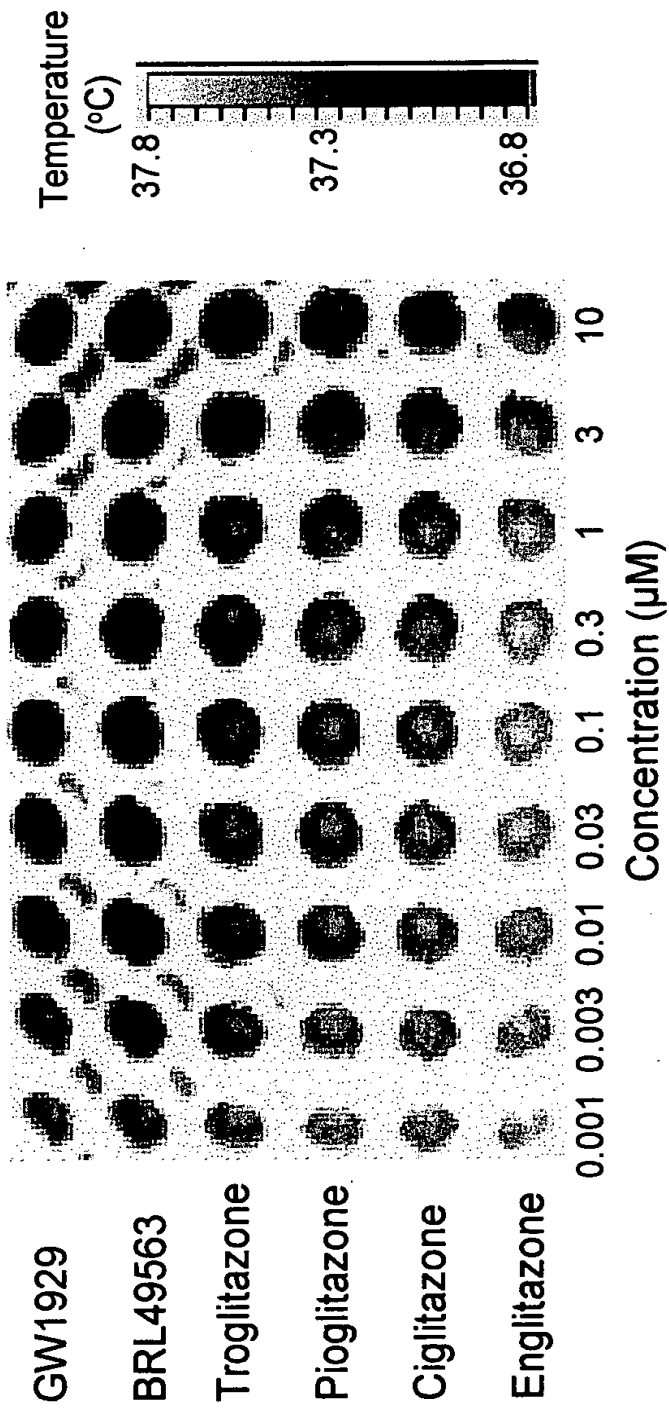 Temperature
(°C)
37.8
37.3
36.8
GW1929
BRL49563
Troglitazone
Pioglitazone
Ciglitazone
Englitazone
0.001 0.003 0.01 0.03 0.1 0.3 1 3 10
Concentration (µM)